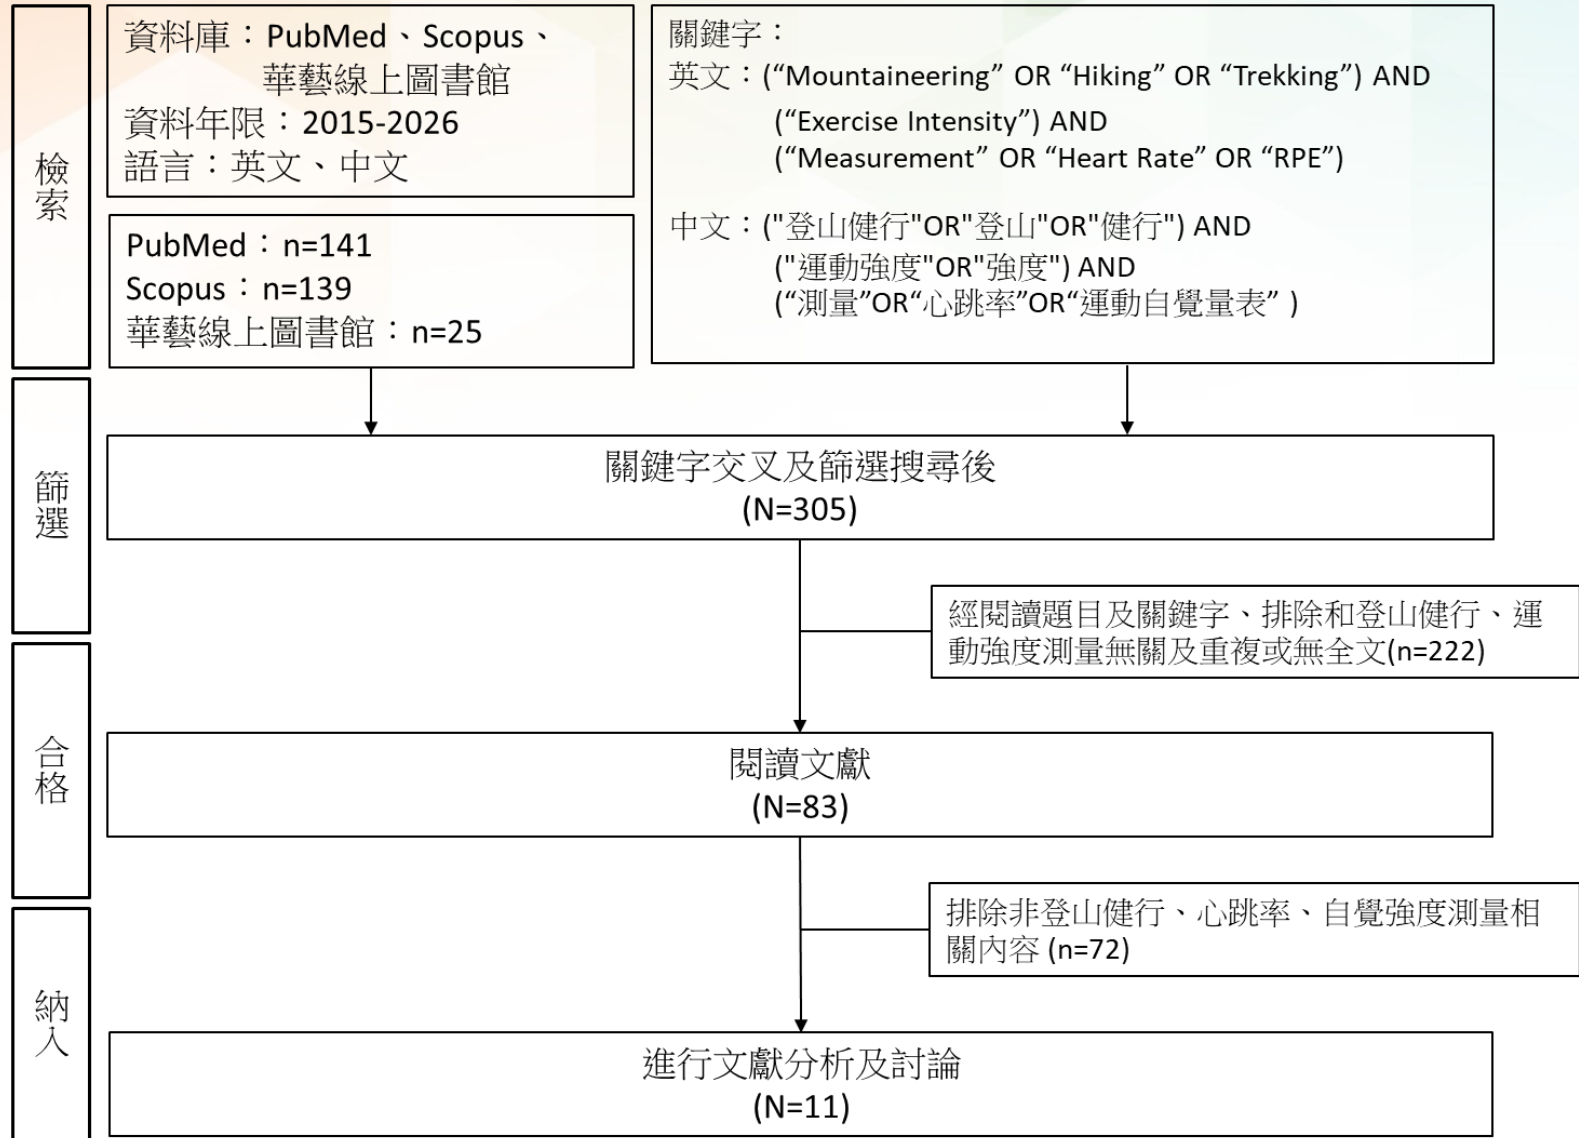 檢索
資料庫：PubMed、Scopus、
華藝線上圖書館
資料年限：2015-2026
語言：英文、中文
PubMed：n=141
Scopus：n=139
華藝線上圖書館：n=25
關鍵字：
英文：(“Mountaineering” OR “Hiking” OR “Trekking”) AND
(“Exercise Intensity”) AND
(“Measurement” OR “Heart Rate” OR “RPE”)
中文：("登山健行"OR"登山"OR"健行") AND
("運動強度"OR"強度") AND
(“測量”OR“心跳率”OR“運動自覺量表” )
篩選
關鍵字交叉及篩選搜尋後
(N=305)
經閱讀題目及關鍵字、排除和登山健行、運
動強度測量無關及重複或無全文(n=222)
合格
閱讀文獻
(N=83)
排除非登山健行、心跳率、自覺強度測量相
關內容 (n=72)
納入
進行文獻分析及討論
(N=11)